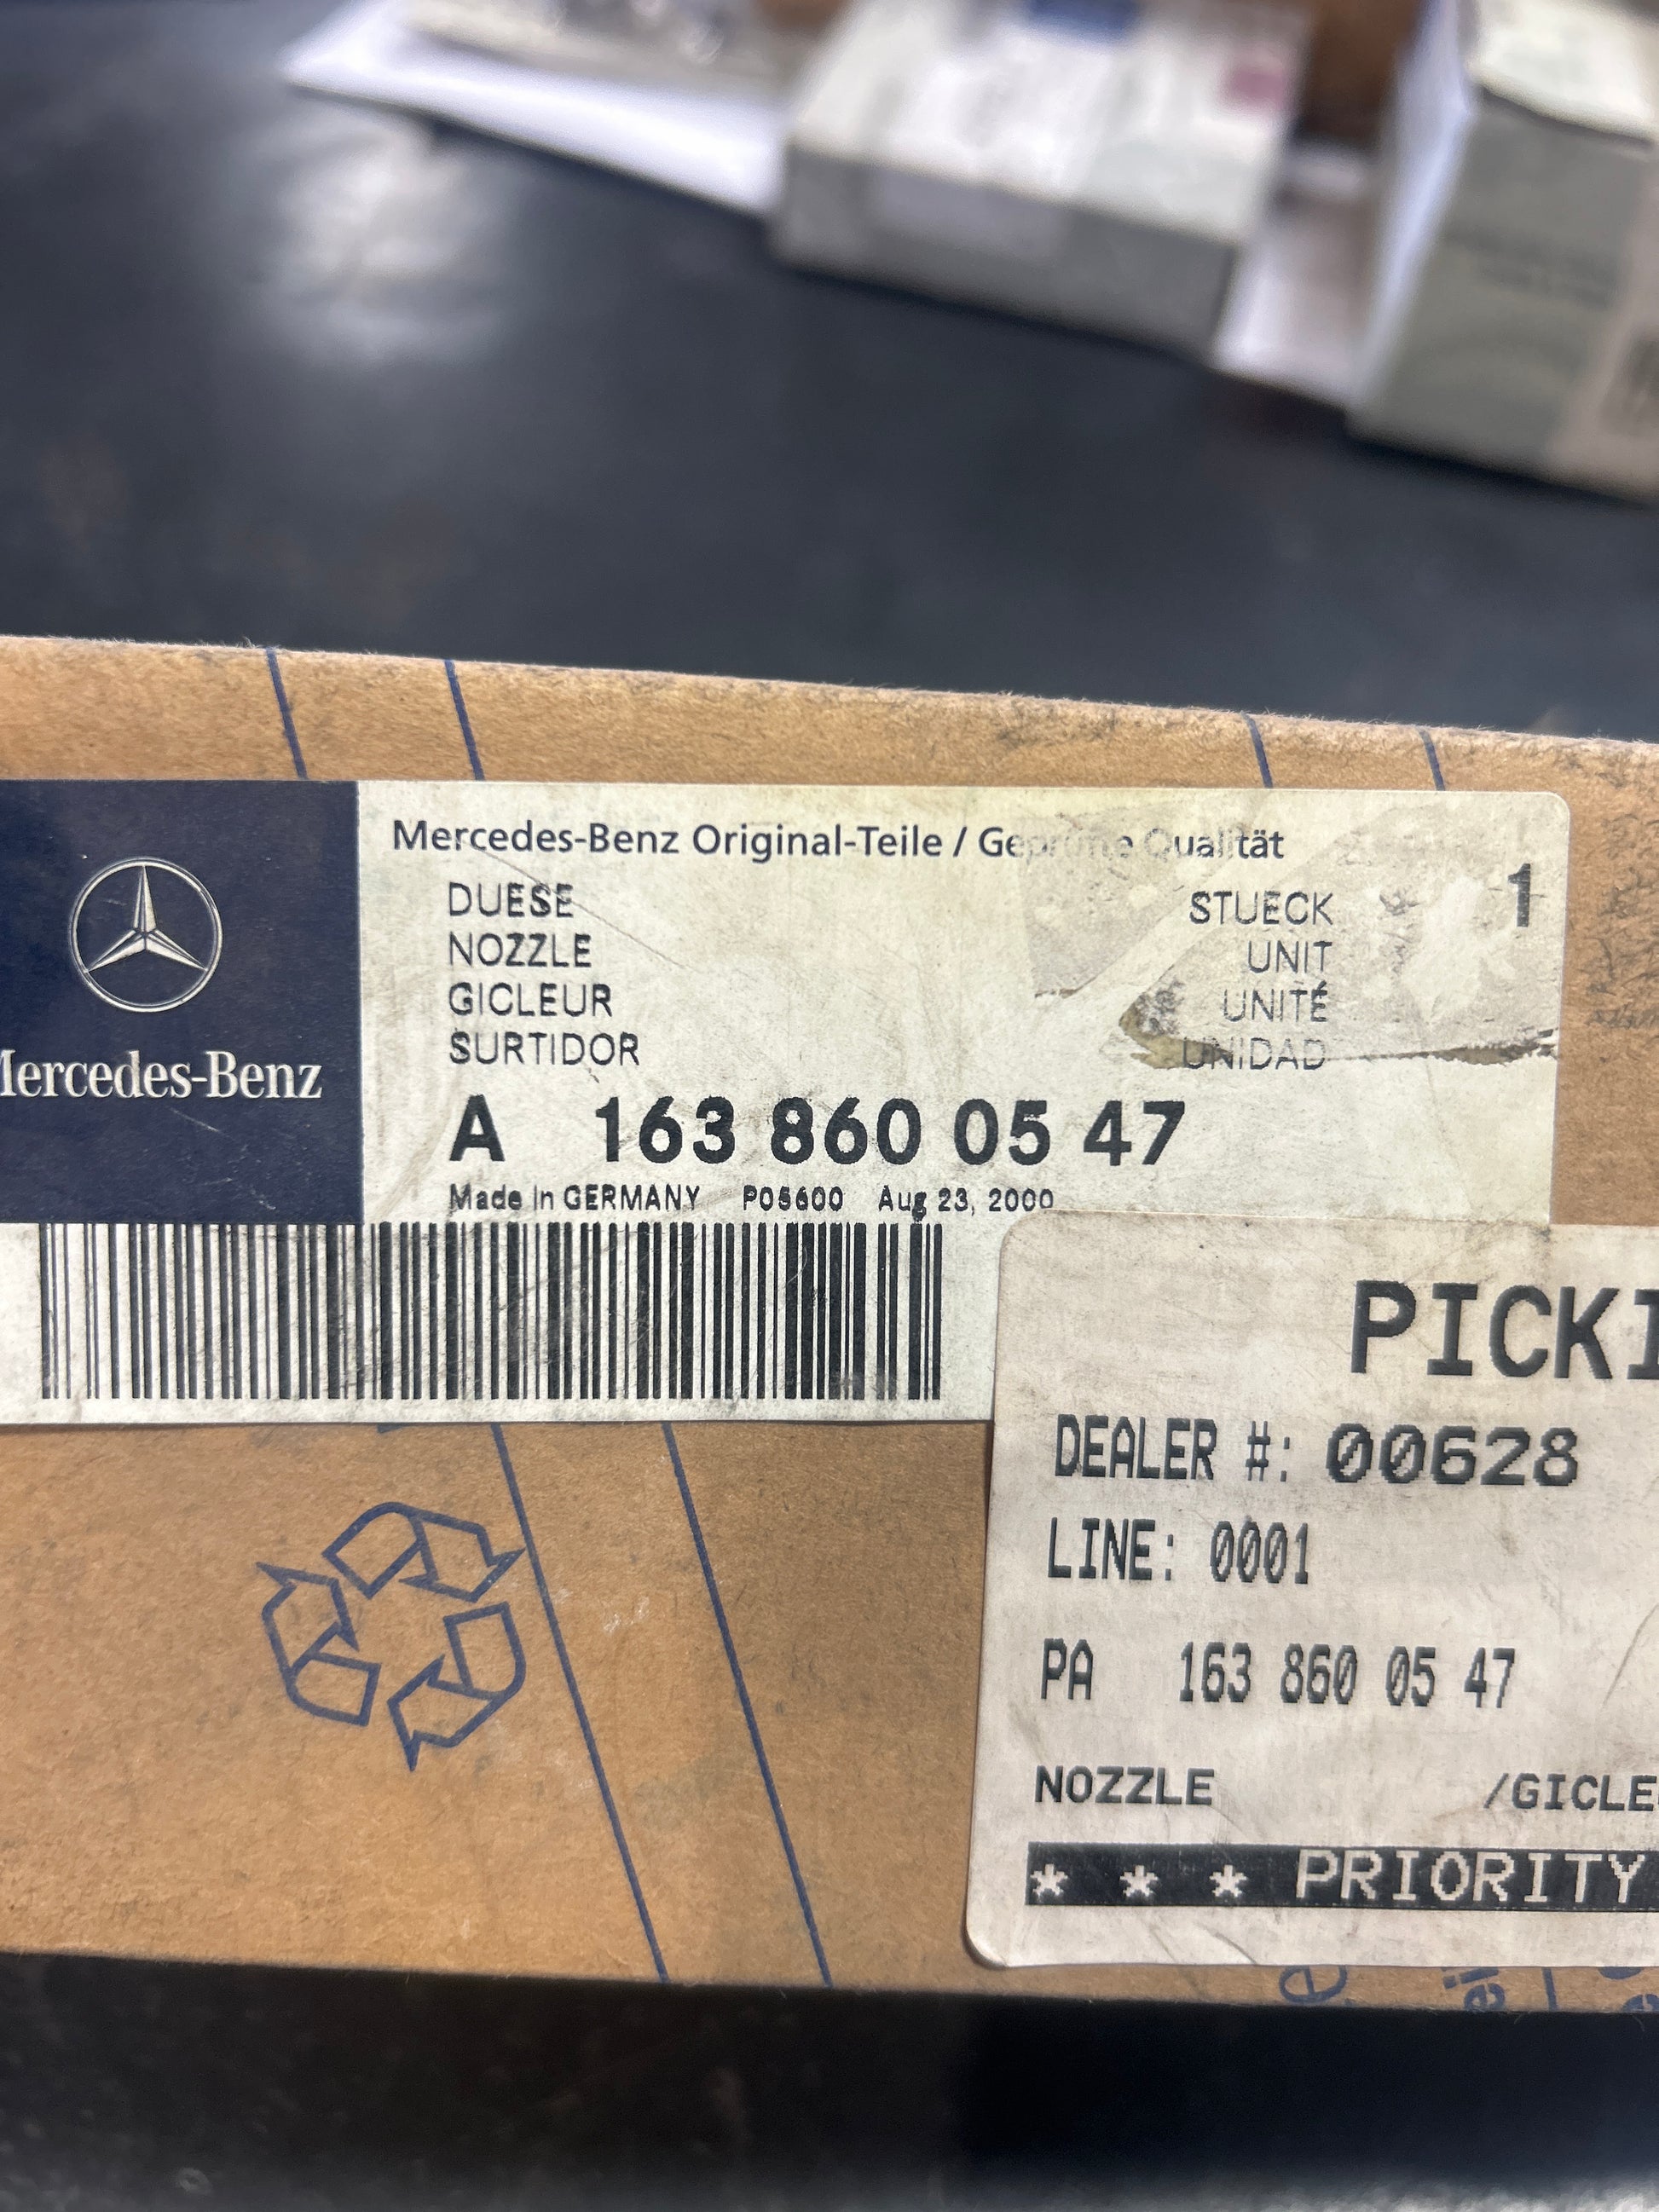 Mercedes-Benz Original-Teile / Geprüfte Qualität
DUESE
NOZZLE
GICLEUR
SURTIDOR
STUECK 1
UNIT
UNITÉ
UNIDAD
Mercedes-Benz
A 163 860 05 47
Made in GERMANY P05600 Aug 23, 2000
PICKI
DEALER #: 00628
LINE: 0001
PA 163 860 05 47
NOZZLE /GICLE
* * * PRIORITY